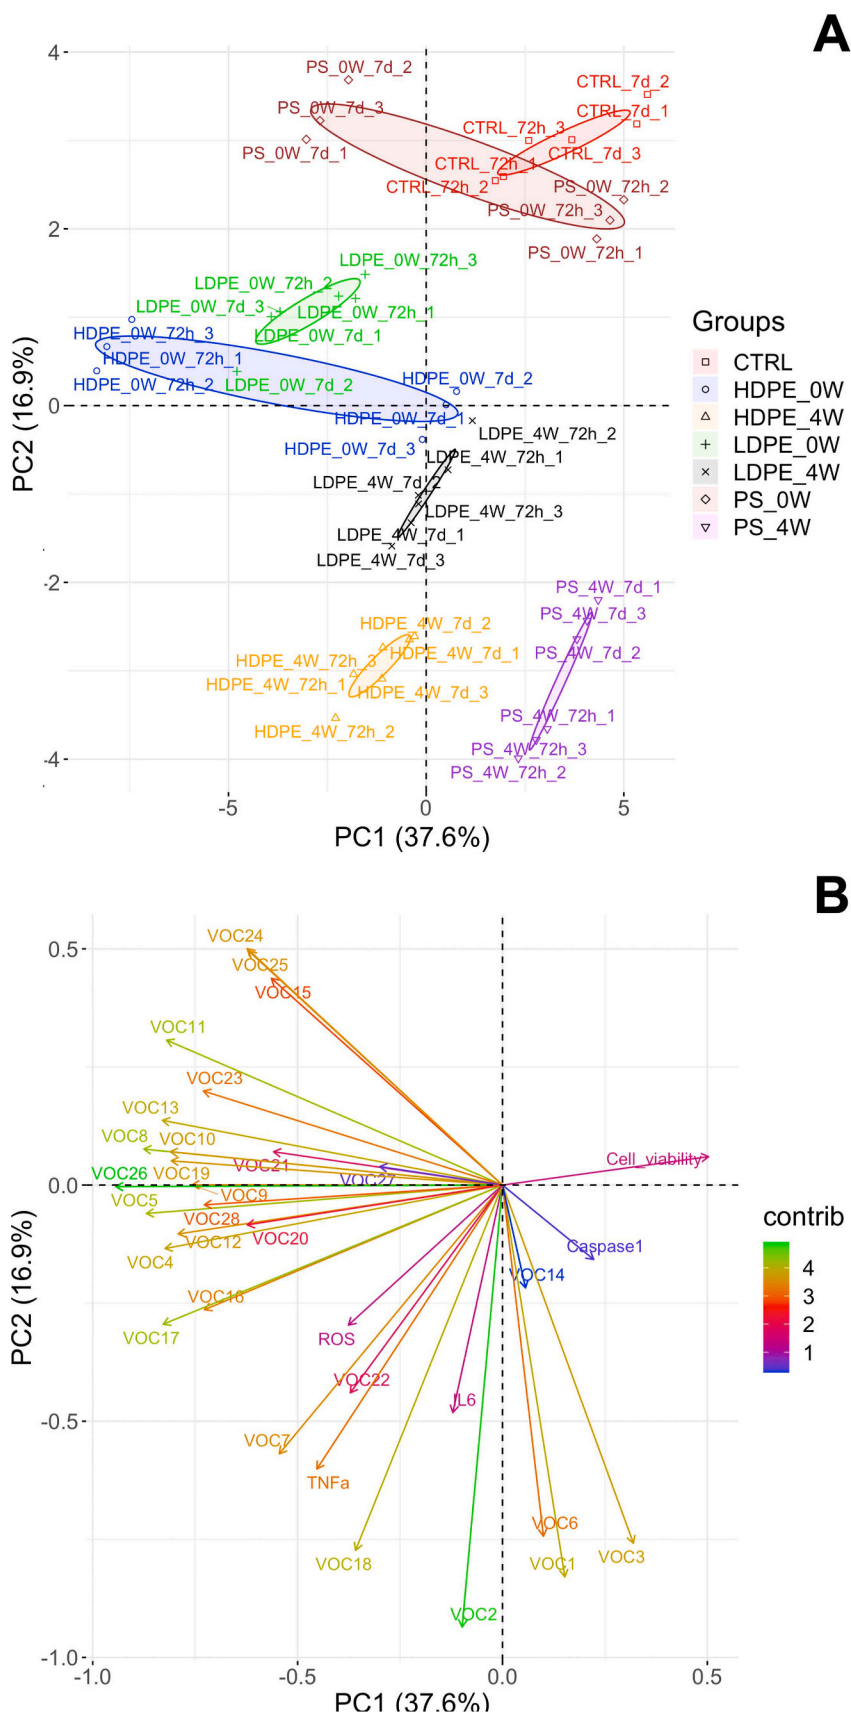 A
4
PS_0W_7d_2
CTRL_7d_2
PS_0W_7d_3
CTRL_7d_1
CTRL_72h_3
PS_0W_7d_1
CTRL_7d_3
CTRL_72h_1
CTRL_72h_2
PS_0W_72h_2
PS_0W_72h_3
2
PS_0W_72h_1
LDPE_0W_72h_3
LDPE_0W_72h_2
LDPE_0W_7d_3
LDPE_0W_72h_1
LDPE_0W_7d_1
HDPE_0W_72h_3
HDPE_0W_72h_1
HDPE_0W_72h_2
LDPE_0W_7d_2
HDPE_0W_7d_2
0
HDPE_0W_7d_1
LDPE_4W_72h_2
HDPE_0W_7d_3
LDPE_4W_72h_1
LDPE_4W_7d_2
LDPE_4W_72h_3
LDPE_4W_7d_1
LDPE_4W_7d_3
-2
PS_4W_7d_1
PS_4W_7d_3
HDPE_4W_7d_2
HDPE_4W_7d_1
PS_4W_7d_2
HDPE_4W_72h_3
HDPE_4W_72h_1
HDPE_4W_7d_3
PS_4W_72h_1
HDPE_4W_72h_2
PS_4W_72h_3
-4
PS_4W_72h_2
-5
0
5
PC1 (37.6%)
PC2 (16.9%)
Groups
CTRL
HDPE_0W
HDPE_4W
LDPE_0W
LDPE_4W
PS_0W
PS_4W
B
VOC24
0.5
VOC25
VOC15
VOC11
VOC23
VOC13
VOC8
VOC10
VOC21
Cell_viability
VOC26
VOC19
VOC27
0.0
VOC5
VOC9
VOC28
VOC12
VOC20
Caspase1
VOC4
VOC14
VOC16
VOC17
ROS
VOC22
IL6
-0.5
VOC7
TNFa
VOC6
VOC18
VOC1
VOC3
VOC2
-1.0
-1.0
-0.5
0.0
0.5
PC1 (37.6%)
PC2 (16.9%)
contrib
4
3
2
1